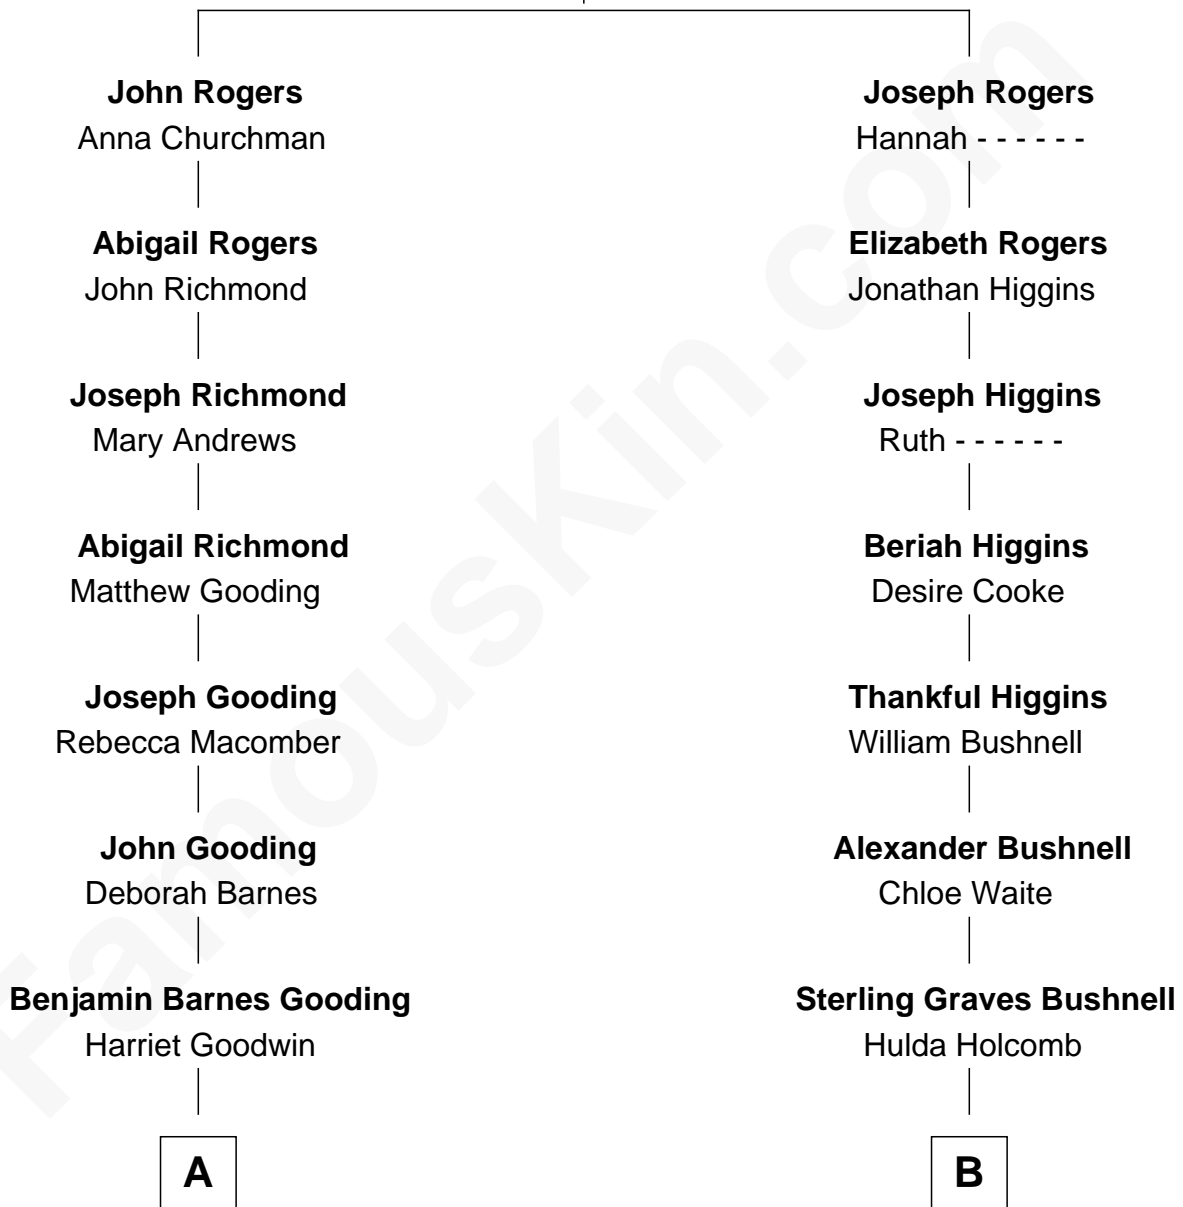 John Rogers
Anna Churchman
Abigail Rogers
John Richmond
Joseph Richmond
Mary Andrews
Abigail Richmond
Matthew Gooding
Joseph Gooding
Rebecca Macomber
John Gooding
Deborah Barnes
Benjamin Barnes Gooding
Harriet Goodwin
A
Joseph Rogers
Hannah - - - - - -
Elizabeth Rogers
Jonathan Higgins
Joseph Higgins
Ruth - - - - - -
Beriah Higgins
Desire Cooke
Thankful Higgins
William Bushnell
Alexander Bushnell
Chloe Waite
Sterling Graves Bushnell
Hulda Holcomb
B
FamousKin.com